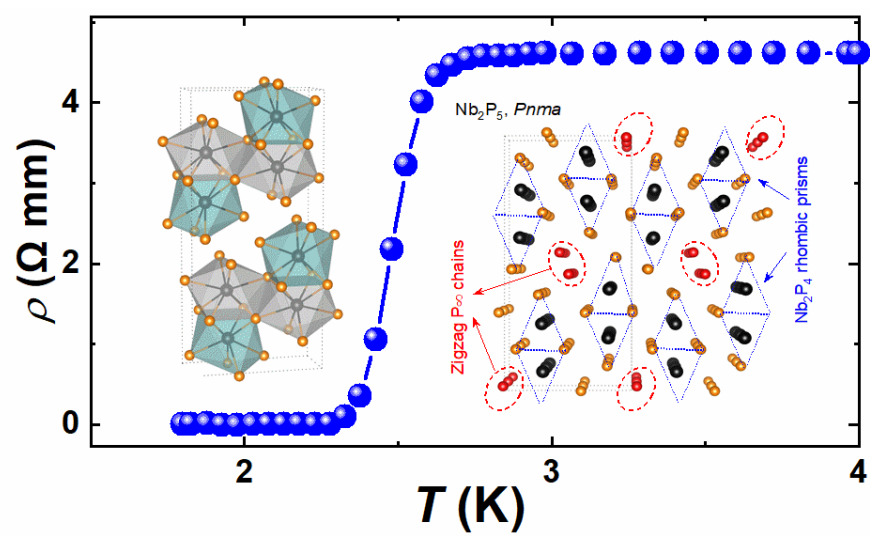 ρ (Ω mm)
4
2
0
Nb₂P₅, Pnma
Zigzag P∞ chains
Nb₂P₄ rhombic prisms
2
3
4
T (K)